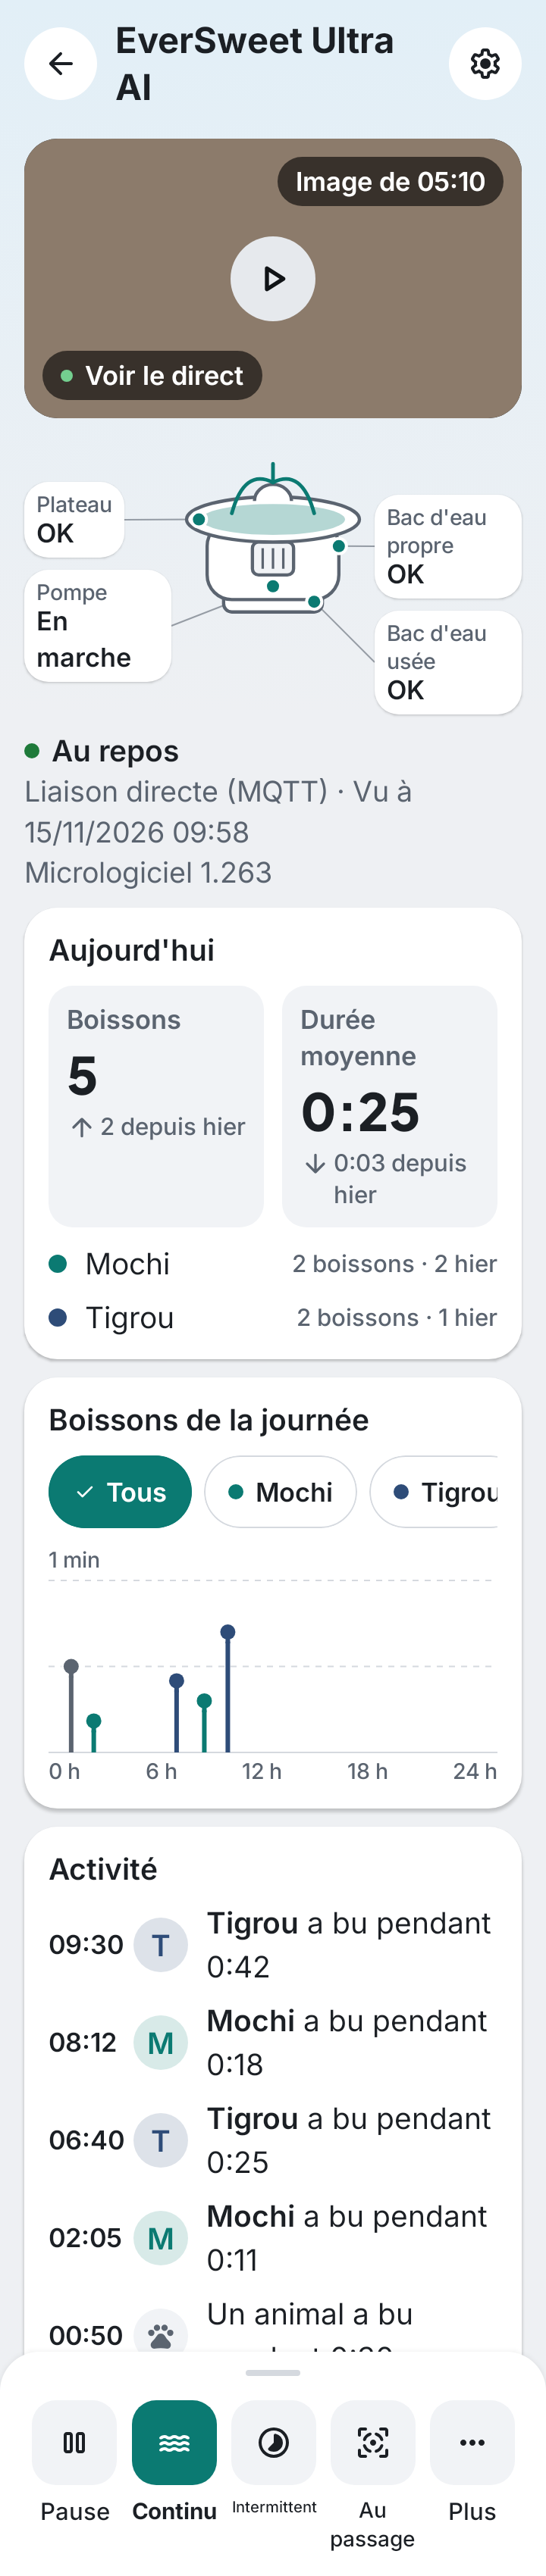 EverSweet Ultra
AI
Image de 05:10
Voir le direct
Plateau
OK
Bac d'eau
propre
OK
Pompe
En
marche
Bac d'eau
usée
OK
Au repos
Liaison directe (MQTT) · Vu à
15/11/2026 09:58
Micrologiciel 1.263
Aujourd'hui
Boissons
5
↑ 2 depuis hier
Durée
moyenne
0:25
↓ 0:03 depuis
hier
Mochi
2 boissons · 2 hier
Tigrou
2 boissons · 1 hier
Boissons de la journée
Tous
Mochi
Tigrou
1 min
0 h 6 h 12 h 18 h 24 h
Activité
09:30 T Tigrou a bu pendant
0:42
08:12 M Mochi a bu pendant
0:18
06:40 T Tigrou a bu pendant
0:25
02:05 M Mochi a bu pendant
0:11
00:50 Un animal a bu
Pause
Continu
Intermittent
Au
passage
Plus